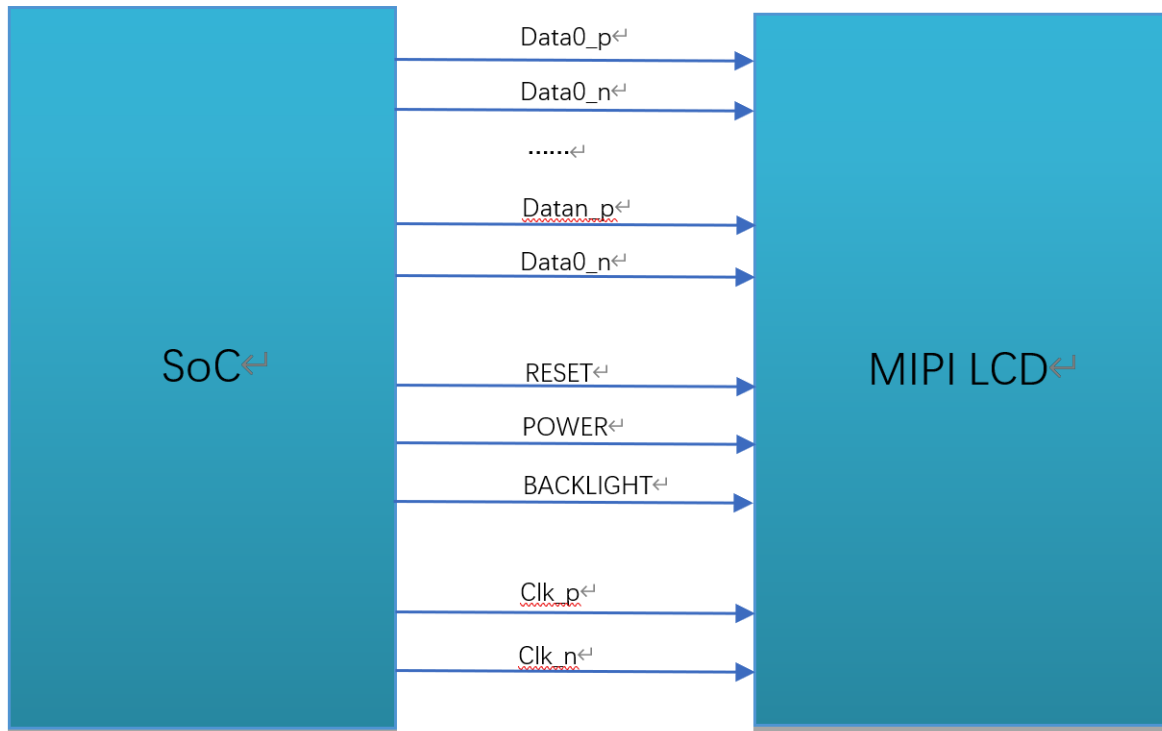 Data0_p↵
Data0_n↵
......↵
Datan_p↵
Data0_n↵
SoC↵
MIPI LCD↵
RESET↵
POWER↵
BACKLIGHT↵
Clk_p↵
Clk_n↵